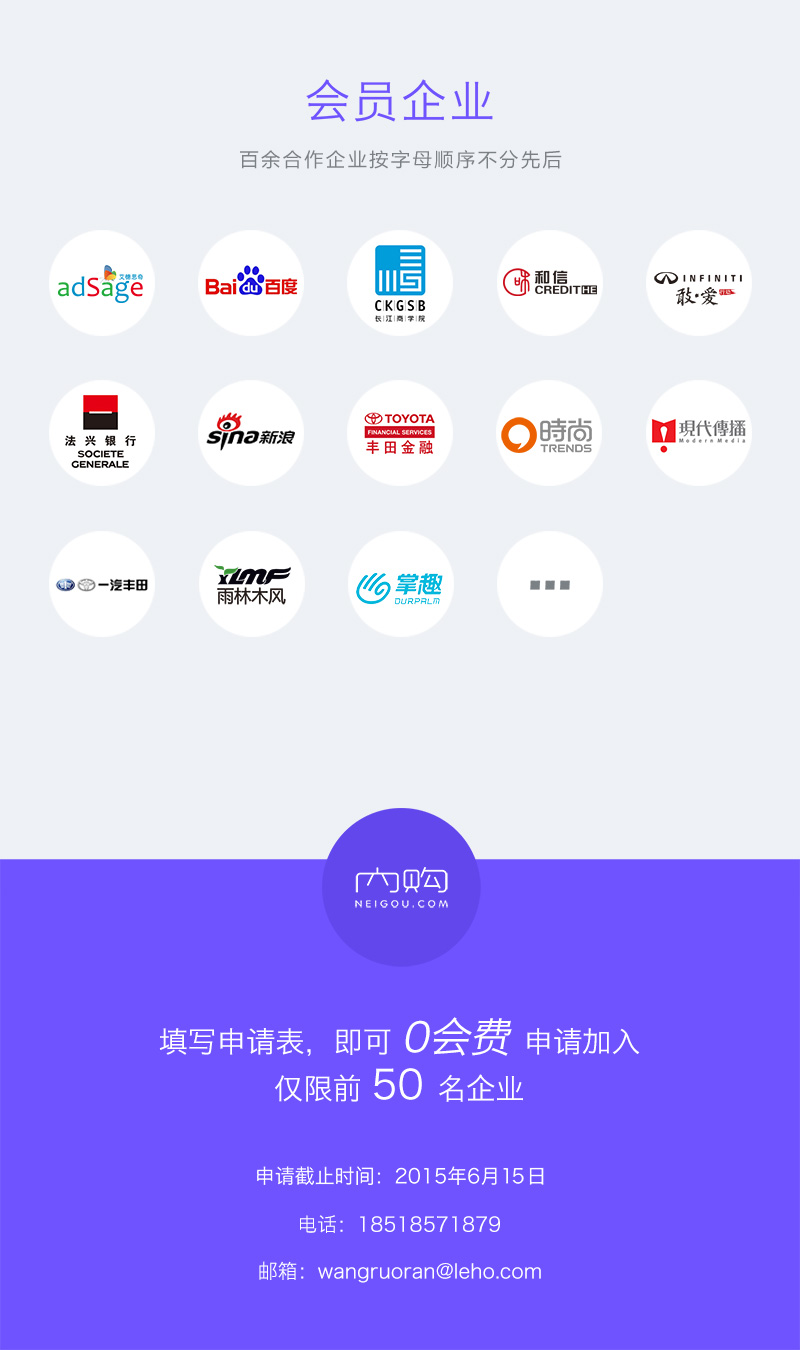 会员企业
百余合作企业按字母顺序不分先后
艾德思奇
adSage
Bai du 百度
CKGSB
长江商学院
和信
CREDITHE
INFINITI
敢·爱
法兴银行
SOCIETE
GENERALE
sina新浪
TOYOTA
FINANCIAL SERVICES
丰田金融
時尚
TRENDS
現代傳播
Modern Media
一汽丰田
YLMF
雨林木风
掌趣
OURPALM
内购
NEIGOU.COM
填写申请表,即可 0会费 申请加入
仅限前 50 名企业
申请截止时间：2015年6月15日
电话：18518571879
邮箱：wangruoran@leho.com